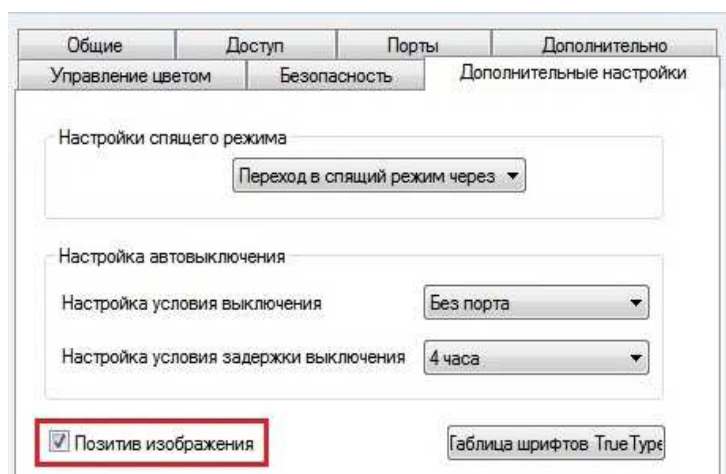 Общие Доступ Порты Дополнительно
Управление цветом Безопасность Дополнительные настройки
Настройки спящего режима
Переход в спящий режим через
Настройка автовыключения
Настройка условия выключения Без порта
Настройка условия задержки выключения 4 часа
Позитив изображения Таблица шрифтов TrueType